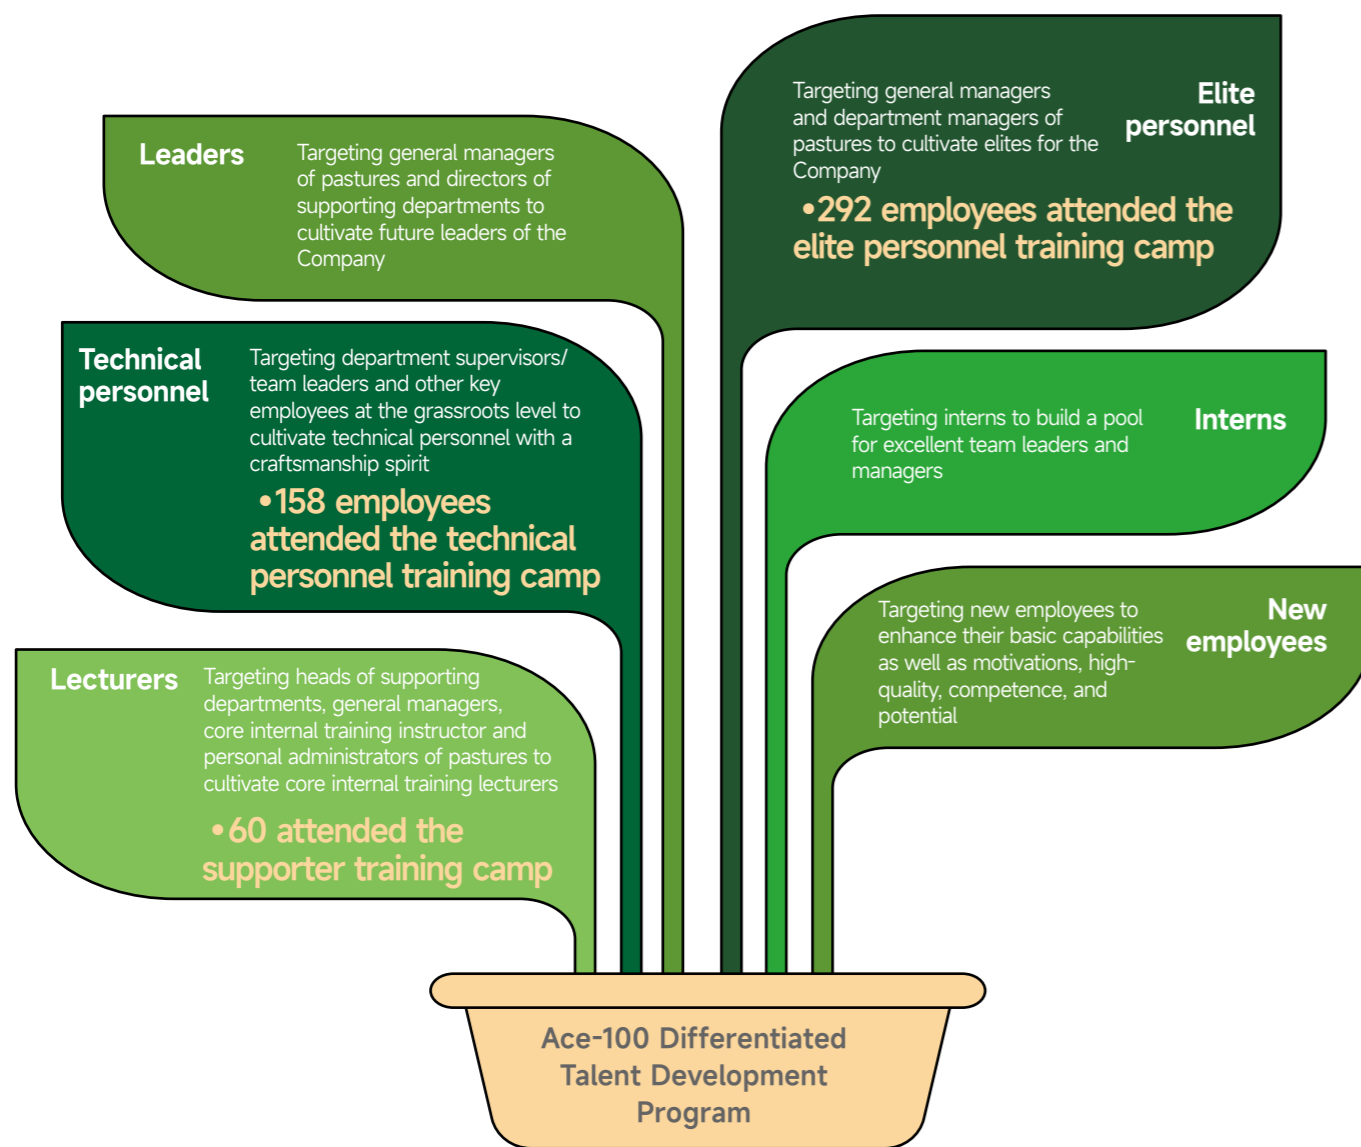 Leaders
Targeting general managers
of pastures and directors of
supporting departments to
cultivate future leaders of the
Company
Technical
personnel
Targeting department supervisors/
team leaders and other key
employees at the grassroots level to
cultivate technical personnel with a
craftsmanship spirit
•158 employees
attended the technical
personnel training camp
Lecturers
Targeting heads of supporting
departments, general managers,
core internal training instructor and
personal administrators of pastures to
cultivate core internal training lecturers
•60 attended the
supporter training camp
Targeting general managers
and department managers of
pastures to cultivate elites for the
Company
Elite
personnel
•292 employees attended the
elite personnel training camp
Targeting interns to build a pool
for excellent team leaders and
managers
Interns
Targeting new employees to
enhance their basic capabilities
as well as motivations, high-
quality, competence, and
potential
New
employees
Ace-100 Differentiated
Talent Development
Program